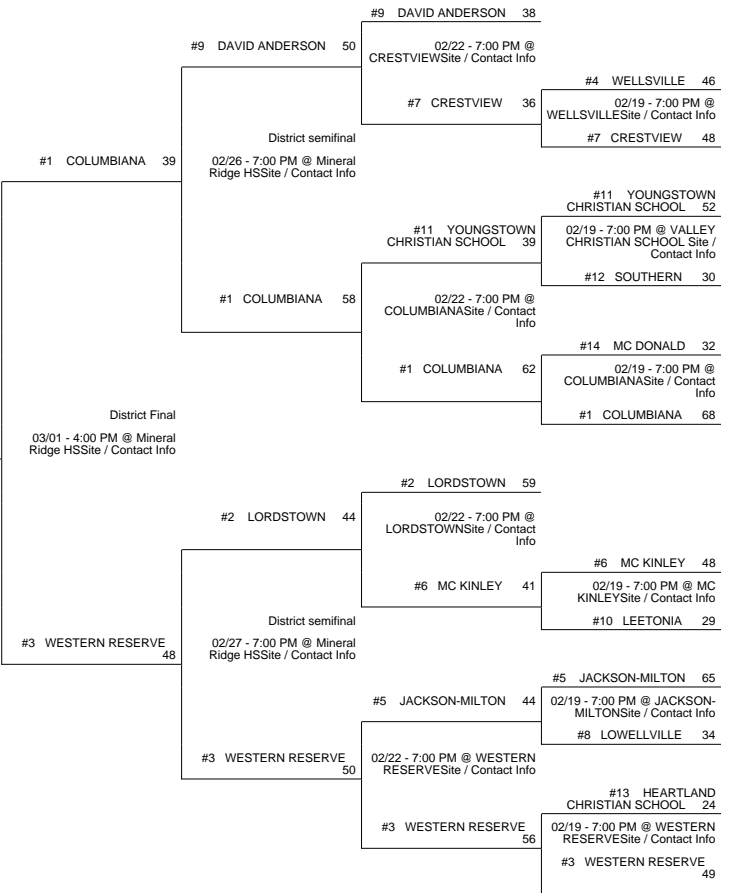 #9 DAVID ANDERSON 38
#9 DAVID ANDERSON 50
02/22 - 7:00 PM @
CRESTVIEWSite / Contact Info
#4 WELLSVILLE 46
#7 CRESTVIEW 36
02/19 - 7:00 PM @
WELLSVILLESite / Contact Info
#7 CRESTVIEW 48
District semifinal
#1 COLUMBIANA 39
02/26 - 7:00 PM @ Mineral
Ridge HSSite / Contact Info
#11 YOUNGSTOWN
CHRISTIAN SCHOOL 52
#11 YOUNGSTOWN
CHRISTIAN SCHOOL 39
02/19 - 7:00 PM @ VALLEY
CHRISTIAN SCHOOL Site /
Contact Info
#12 SOUTHERN 30
#1 COLUMBIANA 58
02/22 - 7:00 PM @
COLUMBIANASite / Contact
Info
#14 MC DONALD 32
#1 COLUMBIANA 62
02/19 - 7:00 PM @
COLUMBIANASite / Contact
Info
#1 COLUMBIANA 68
District Final
03/01 - 4:00 PM @ Mineral
Ridge HSSite / Contact Info
#2 LORDSTOWN 59
#2 LORDSTOWN 44
02/22 - 7:00 PM @
LORDSTOWNSite / Contact
Info
#6 MC KINLEY 48
#6 MC KINLEY 41
02/19 - 7:00 PM @ MC
KINLEYSite / Contact Info
#10 LEETONIA 29
District semifinal
#3 WESTERN RESERVE
48
02/27 - 7:00 PM @ Mineral
Ridge HSSite / Contact Info
#5 JACKSON-MILTON 65
#5 JACKSON-MILTON 44
02/19 - 7:00 PM @ JACKSON-
MILTONSite / Contact Info
#8 LOWELLVILLE 34
#3 WESTERN RESERVE
50
02/22 - 7:00 PM @ WESTERN
RESERVESite / Contact Info
#13 HEARTLAND
CHRISTIAN SCHOOL 24
#3 WESTERN RESERVE
56
02/19 - 7:00 PM @ WESTERN
RESERVESite / Contact Info
#3 WESTERN RESERVE
49